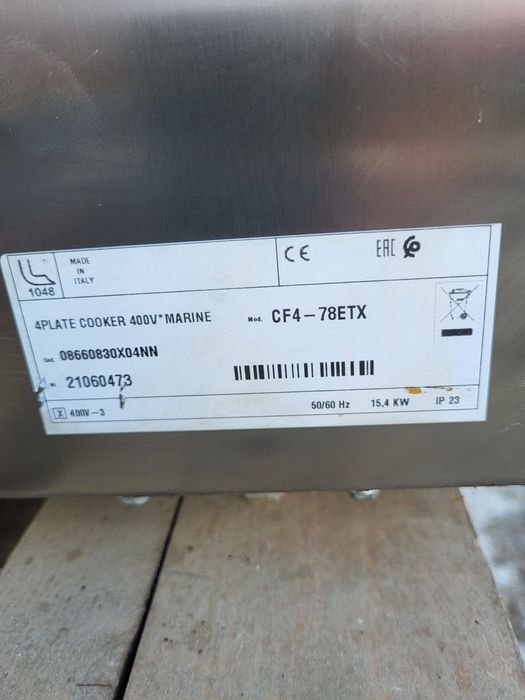 1048
MADE
IN
ITALY
CE
EAC
4PLATE COOKER 400V*MARINE
Mod. CF4-78ETX
Cod. 08660830X04NN
21060473
X 400V~3 50/60 Hz 15,4 KW IP 23